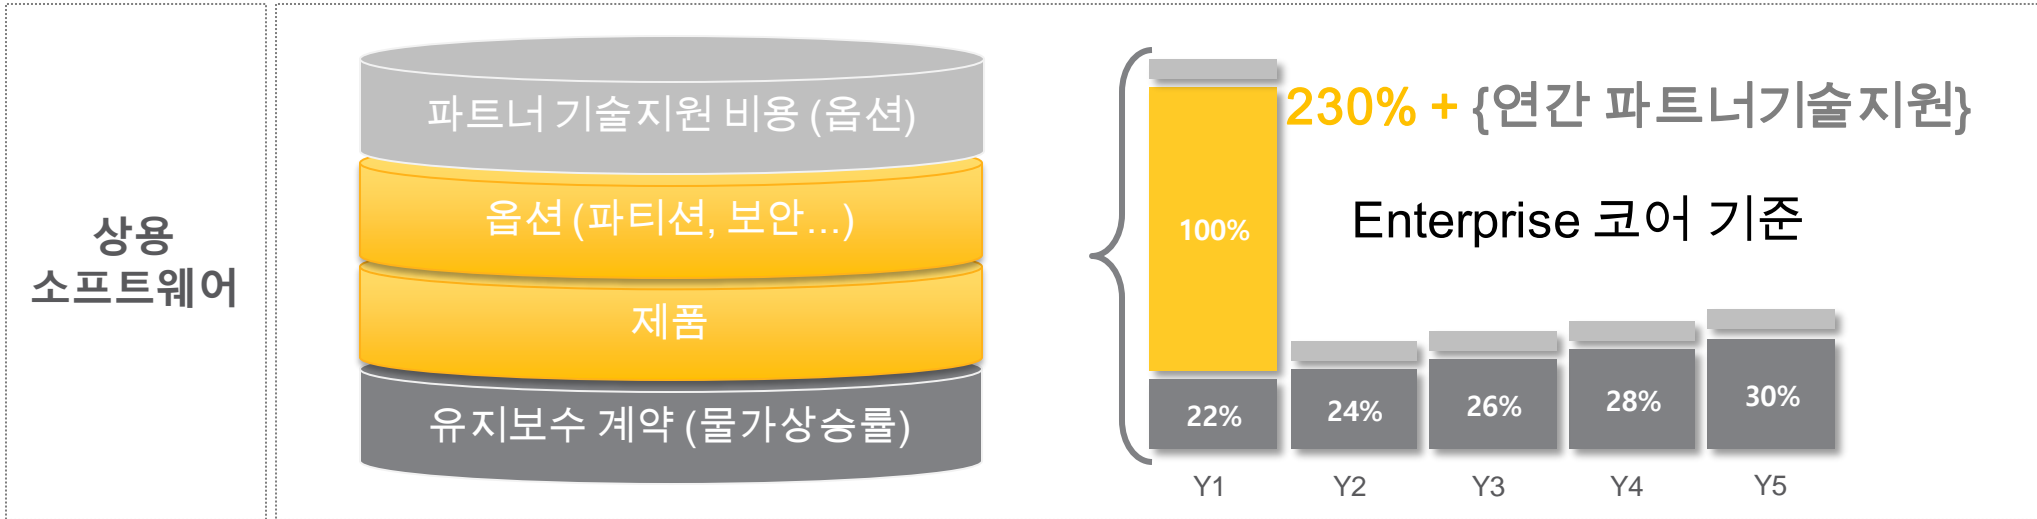 상용
소프트웨어
파트너 기술지원 비용 (옵션)
옵션 (파티션, 보안...)
제품
유지보수 계약 (물가상승률)
230% + {연간 파트너기술지원}
Enterprise 코어 기준
100%
22%
24%
26%
28%
30%
Y1
Y2
Y3
Y4
Y5